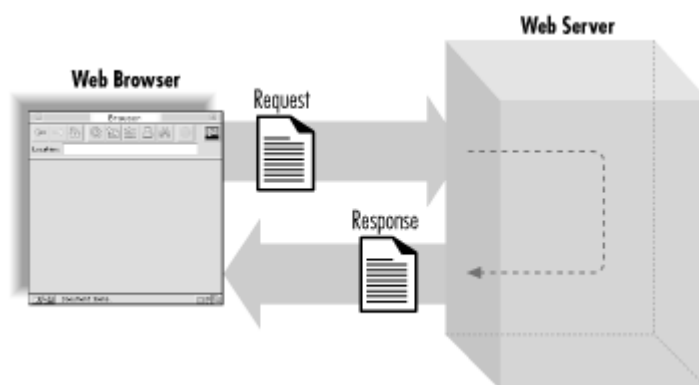 Web Server
Web Browser
Request
Browser
Location:
Response